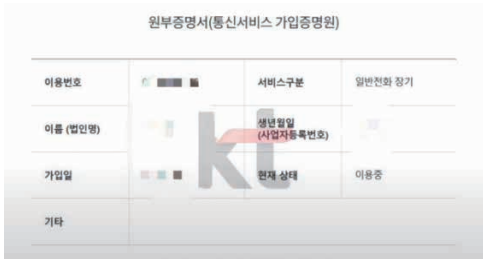 원부증명서(통신서비스 가입증명원)
이용번호 서비스구분 일반전화 장기
이름 (법인명) 생년월일
(사업자등록번호)
kt
가입일 현재 상태 이용중
기타